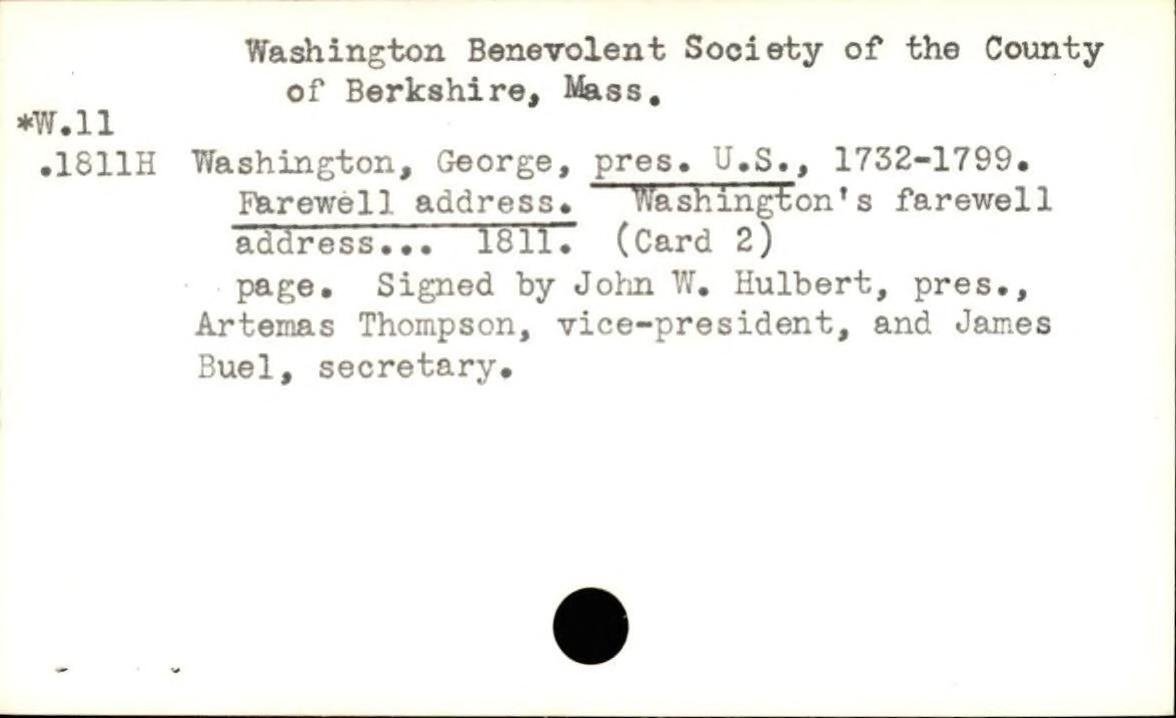 Washington Benevolent Society of the County
of Berkshire, Mass.
*W.11
.1811H Washington, George, pres. U.S., 1732-1799.
Farewell address. Washington's farewell
address... 1811. (Card 2)
page. Signed by John W. Hulbert, pres.,
Artemas Thompson, vice-president, and James
Buel, secretary.